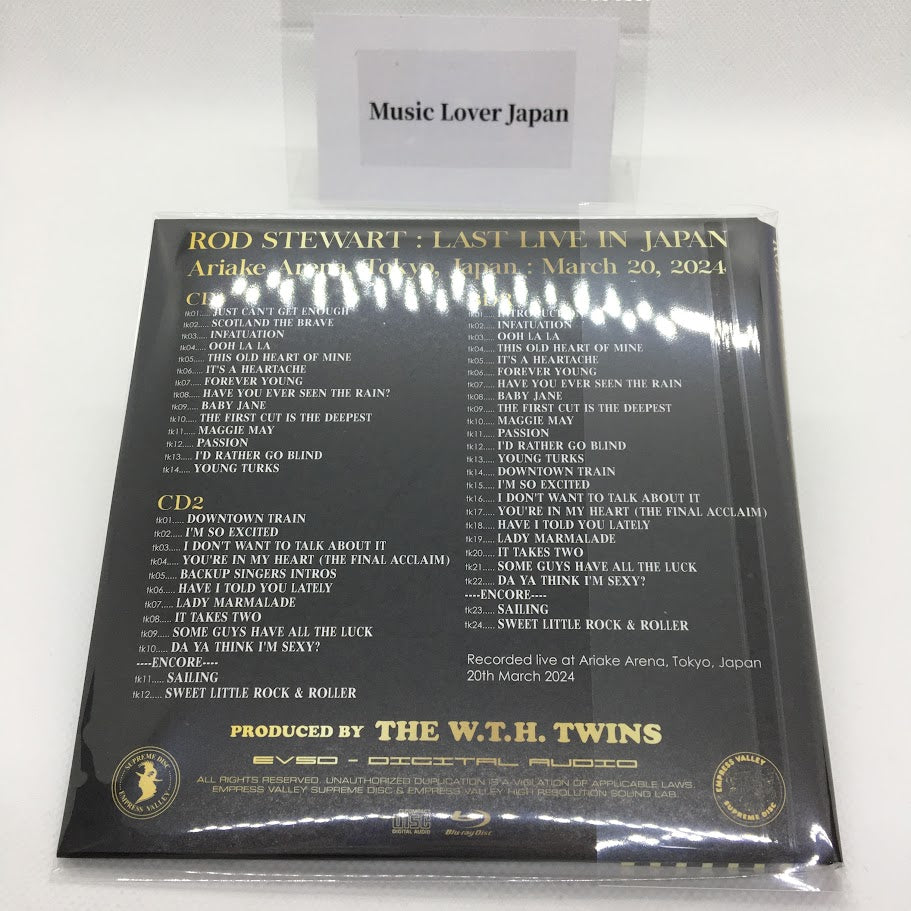 Music Lover Japan
ROD STEWART : LAST LIVE IN JAPAN
Ariake Arena, Tokyo, Japan : March 20, 2024
tk01..... JUST CAN'T GET ENOUGH
tk02..... SCOTLAND THE BRAVE
tk03..... INFATUATION
tk04..... OOH LA LA
tk05..... THIS OLD HEART OF MINE
tk06..... IT'S A HEARTACHE
tk07..... FOREVER YOUNG
tk08..... HAVE YOU EVER SEEN THE RAIN?
tk09..... BABY JANE
tk10..... THE FIRST CUT IS THE DEEPEST
tk11..... MAGGIE MAY
tk12..... PASSION
tk13..... I'D RATHER GO BLIND
tk14..... YOUNG TURKS
CD2
tk01..... DOWNTOWN TRAIN
tk02..... I'M SO EXCITED
tk03..... I DON'T WANT TO TALK ABOUT IT
tk04..... YOU'RE IN MY HEART (THE FINAL ACCLAIM)
tk05..... BACKUP SINGERS INTROS
tk06..... HAVE I TOLD YOU LATELY
tk07..... LADY MARMALADE
tk08..... IT TAKES TWO
tk09..... SOME GUYS HAVE ALL THE LUCK
tk10..... DA YA THINK I'M SEXY?
----ENCORE----
tk11..... SAILING
tk12..... SWEET LITTLE ROCK & ROLLER
tk01..... INTRODUCTION
tk02..... INFATUATION
tk03..... OOH LA LA
tk04..... THIS OLD HEART OF MINE
tk05..... IT'S A HEARTACHE
tk06..... FOREVER YOUNG
tk07..... HAVE YOU EVER SEEN THE RAIN
tk08..... BABY JANE
tk09..... THE FIRST CUT IS THE DEEPEST
tk10..... MAGGIE MAY
tk11..... PASSION
tk12..... I'D RATHER GO BLIND
tk13..... YOUNG TURKS
tk14..... DOWNTOWN TRAIN
tk15..... I'M SO EXCITED
tk16..... I DON'T WANT TO TALK ABOUT IT
tk17..... YOU'RE IN MY HEART (THE FINAL ACCLAIM)
tk18..... HAVE I TOLD YOU LATELY
tk19..... LADY MARMALADE
tk20..... IT TAKES TWO
tk21..... SOME GUYS HAVE ALL THE LUCK
tk22..... DA YA THINK I'M SEXY?
----ENCORE----
tk23..... SAILING
tk24..... SWEET LITTLE ROCK & ROLLER
Recorded live at Ariake Arena, Tokyo, Japan
20th March 2024
PRODUCED BY THE W.T.H. TWINS
EVSD - DIGITAL AUDIO
ALL RIGHTS RESERVED. UNAUTHORIZED DUPLICATION IS A VIOLATION OF APPLICABLE LAWS.
EMPRESS VALLEY SUPREME DISC & EMPRESS VALLEY HIGH RESOLUTION SOUND LAB.
SUPREME DISC
EMPRESS VALLEY
EMPRESS VALLEY
SUPREME DISC
DISC
DIGITAL AUDIO
Blu-ray Disc